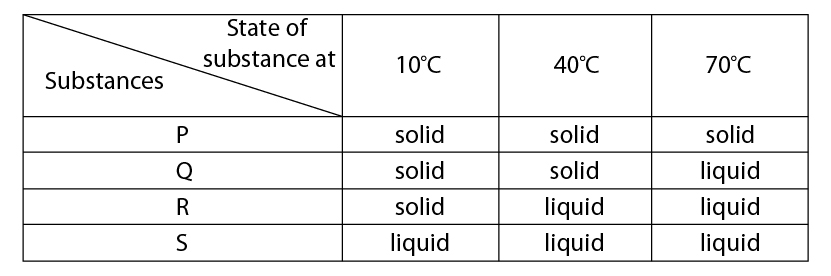 State of
substance at
Substances
10°C 40°C 70°C
P solid solid solid
Q solid solid liquid
R solid liquid liquid
S liquid liquid liquid